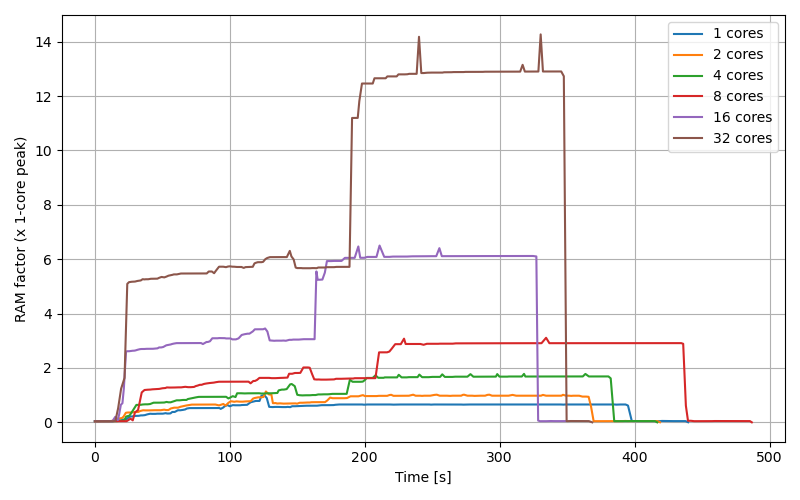 RAM factor (x 1-core peak)
14
12
10
8
6
4
2
0
0
100
200
300
400
500
Time [s]
1 cores
2 cores
4 cores
8 cores
16 cores
32 cores